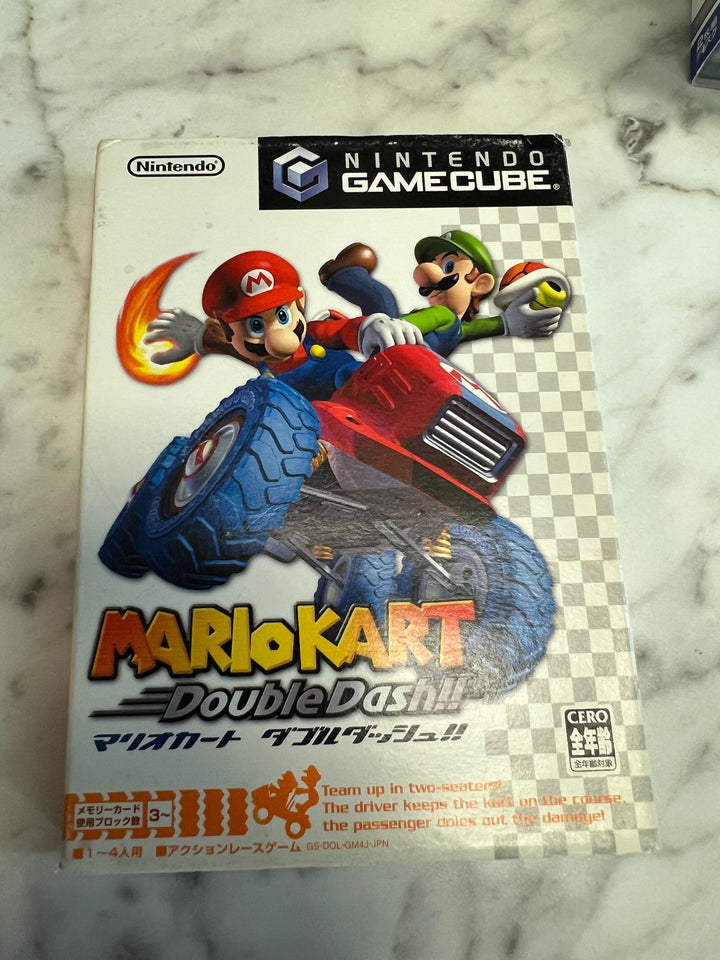 Nintendo
NINTENDO
GAMECUBE®
M
MARIOKART
Double Dash!!
マリオカート ダブルダッシュ!!
CERO
全年齢
全年齢対象
メモリーカード
使用ブロック数
3~
Team up in two-seaters!
The driver keeps the kart on the course,
the passenger doles out the damage!
■1~4人用 ■アクションレースゲーム GS-DOL-GM4J-JPN